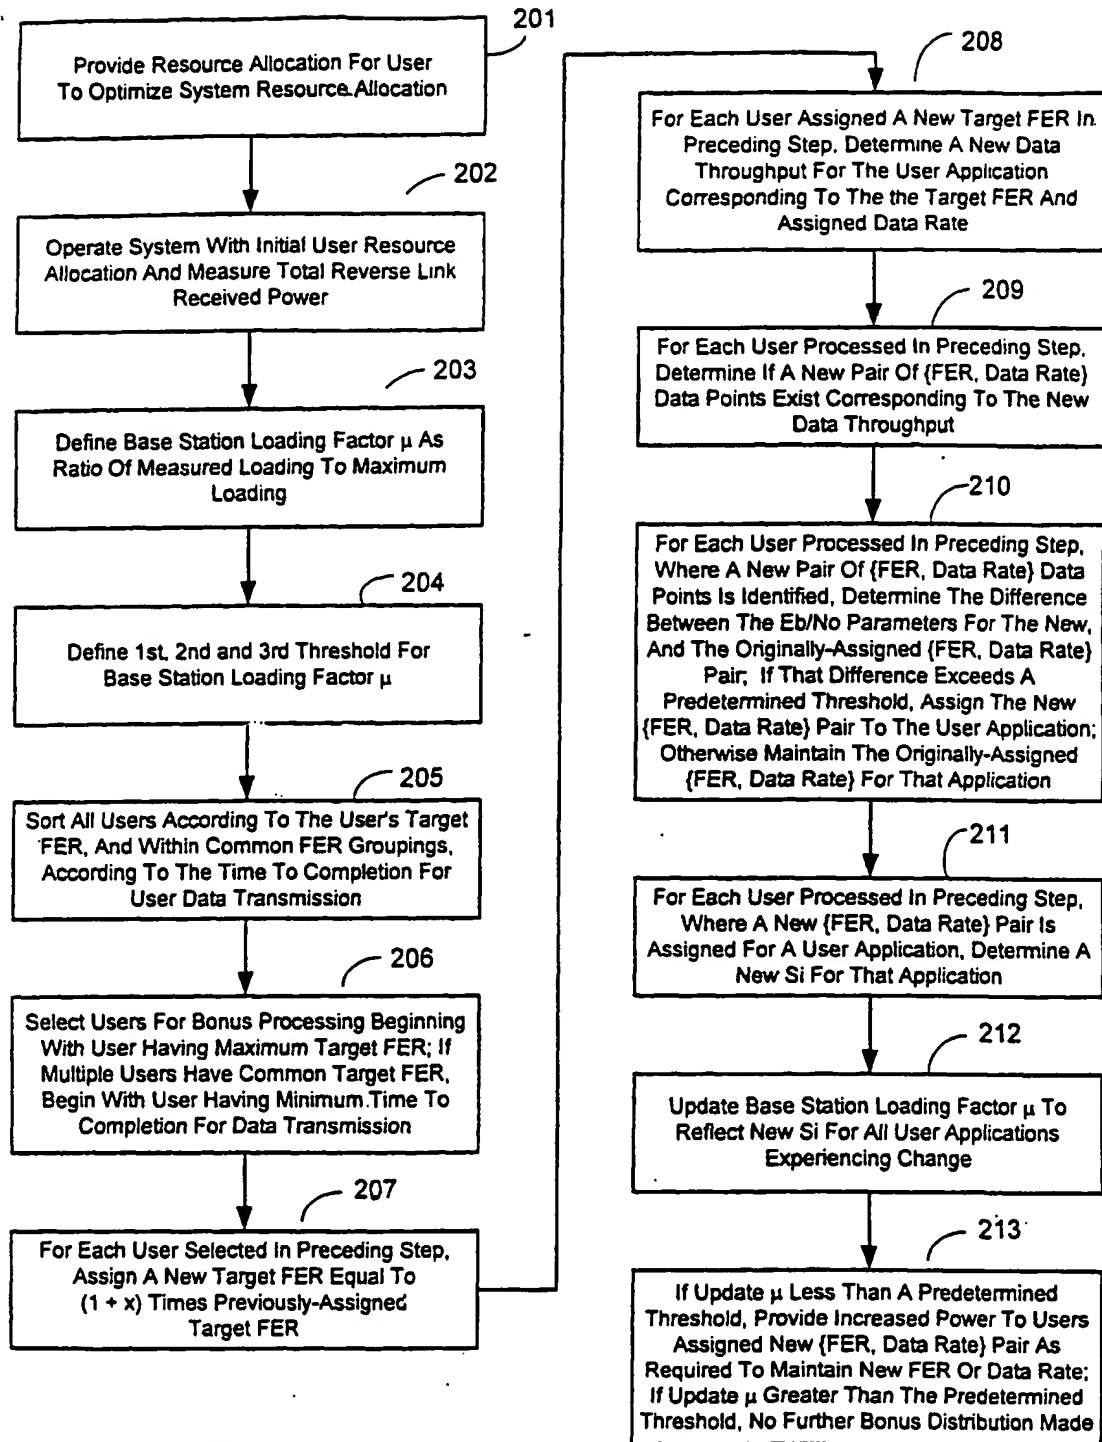 201
Provide Resource Allocation For User
To Optimize System Resource Allocation
202
Operate System With Initial User Resource
Allocation And Measure Total Reverse Link
Received Power
203
Define Base Station Loading Factor µ As
Ratio Of Measured Loading To Maximum
Loading
204
Define 1st, 2nd and 3rd Threshold For
Base Station Loading Factor µ
205
Sort All Users According To The User's Target
FER, And Within Common FER Groupings,
According To The Time To Completion For
User Data Transmission
206
Select Users For Bonus Processing Beginning
With User Having Maximum Target FER; If
Multiple Users Have Common Target FER,
Begin With User Having Minimum Time To
Completion For Data Transmission
207
For Each User Selected In Preceding Step,
Assign A New Target FER Equal To
(1 + x) Times Previously-Assigned
Target FER
208
For Each User Assigned A New Target FER In
Preceding Step, Determine A New Data
Throughput For The User Application
Corresponding To The the Target FER And
Assigned Data Rate
209
For Each User Processed In Preceding Step,
Determine If A New Pair Of {FER, Data Rate}
Data Points Exist Corresponding To The New
Data Throughput
210
For Each User Processed In Preceding Step,
Where A New Pair Of {FER, Data Rate} Data
Points Is Identified, Determine The Difference
Between The Eb/No Parameters For The New,
And The Originally-Assigned {FER, Data Rate}
Pair; If That Difference Exceeds A
Predetermined Threshold, Assign The New
{FER, Data Rate} Pair To The User Application;
Otherwise Maintain The Originally-Assigned
{FER, Data Rate} For That Application
211
For Each User Processed In Preceding Step,
Where A New {FER, Data Rate} Pair Is
Assigned For A User Application, Determine A
New Si For That Application
212
Update Base Station Loading Factor µ To
Reflect New Si For All User Applications
Experiencing Change
213
If Update µ Less Than A Predetermined
Threshold, Provide Increased Power To Users
Assigned New {FER, Data Rate} Pair As
Required To Maintain New FER Or Data Rate;
If Update µ Greater Than The Predetermined
Threshold, No Further Bonus Distribution Made